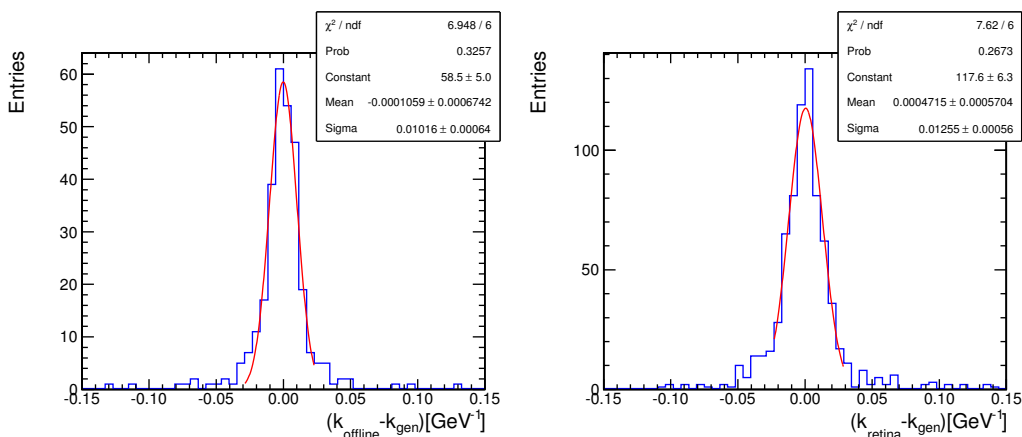 χ² / ndf 6.948 / 6
Prob 0.3257
Constant 58.5 ± 5.0
Mean -0.0001059 ± 0.0006742
Sigma 0.01016 ± 0.00064
Entries
60
50
40
30
20
10
0
-0.15 -0.10 -0.05 0.00 0.05 0.10 0.15
(k_offline -k_gen)[GeV⁻¹]
χ² / ndf 7.62 / 6
Prob 0.2673
Constant 117.6 ± 6.3
Mean 0.0004715 ± 0.0005704
Sigma 0.01255 ± 0.00056
Entries
100
50
0
-0.15 -0.10 -0.05 0.00 0.05 0.10 0.15
(k_retina -k_gen)[GeV⁻¹]